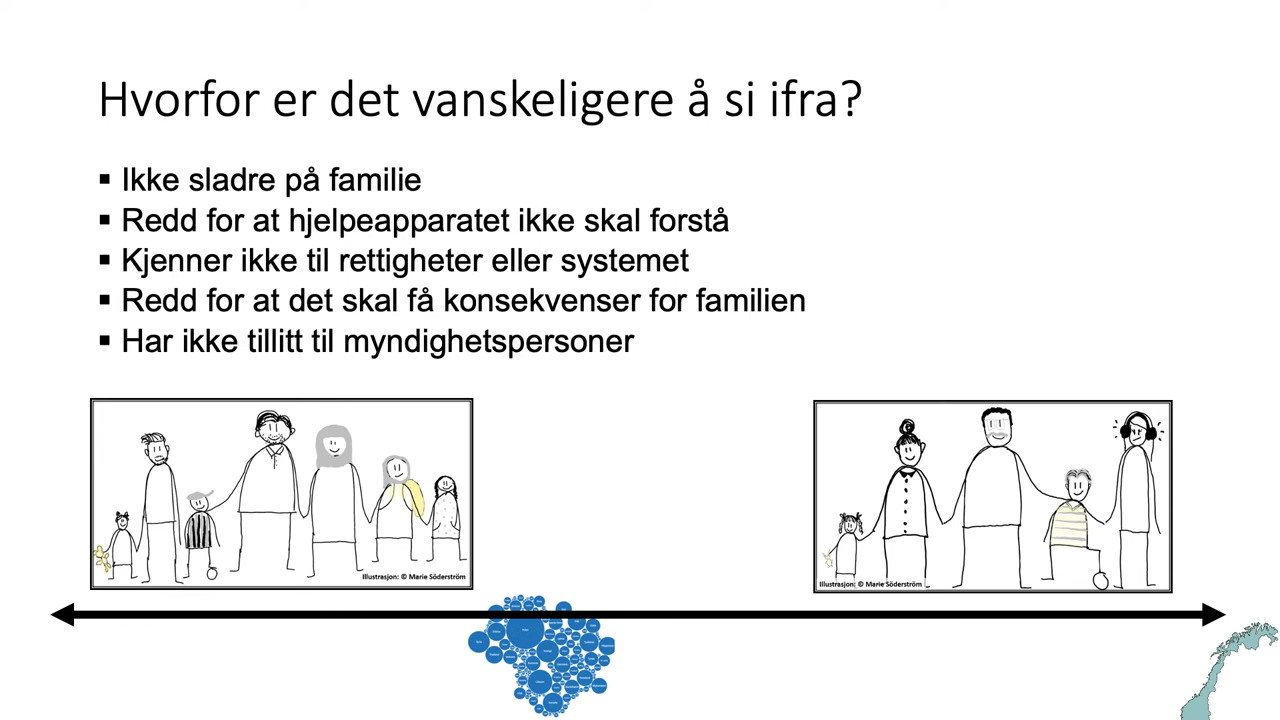 Hvorfor er det vanskeligere å si ifra?
▪ Ikke sladre på familie
▪ Redd for at hjelpeapparatet ikke skal forstå
▪ Kjenner ikke til rettigheter eller systemet
▪ Redd for at det skal få konsekvenser for familien
▪ Har ikke tillitt til myndighetspersoner
Illustrasjon: © Marie Söderström
Illustrasjon: © Marie Söderström